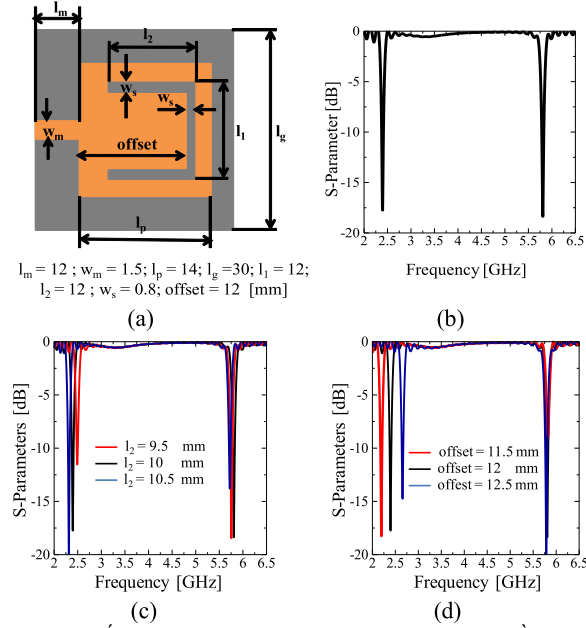 lm
l2
ws
ws
wm
offset
l1
lg
lp
lm = 12 ; wm = 1.5; lp = 14; lg =30; l1 = 12;
l2 = 12 ; ws = 0.8; offset = 12 [mm]
(a)
S-Parameter [dB]
0
-5
-10
-15
-20
2 2.5 3 3.5 4 4.5 5 5.5 6 6.5
Frequency [GHz]
(b)
S-Parameters [dB]
0
-5
-10
-15
-20
l2 = 9.5 mm
l2 = 10 mm
l2 = 10.5 mm
2 2.5 3 3.5 4 4.5 5 5.5 6 6.5
Frequency [GHz]
(c)
S-Parameters [dB]
0
-5
-10
-15
-20
offset = 11.5 mm
offset = 12 mm
offest = 12.5 mm
2 2.5 3 3.5 4 4.5 5 5.5 6 6.5
Frequency [GHz]
(d)